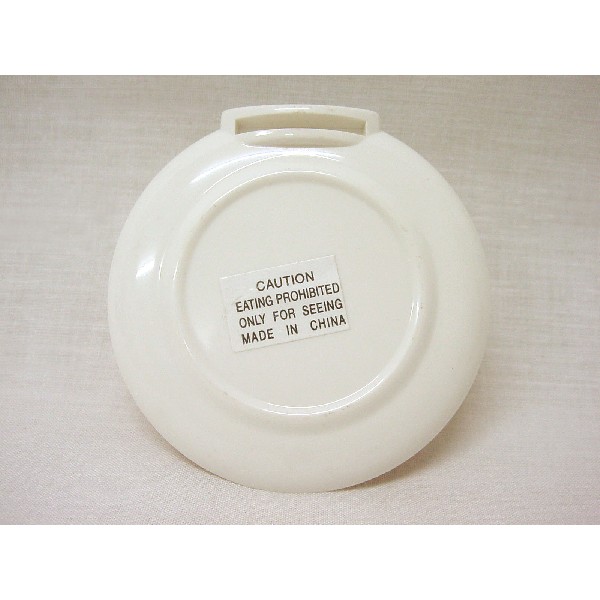 CAUTION
EATING PROHIBITED
ONLY FOR SEEING
MADE IN CHINA